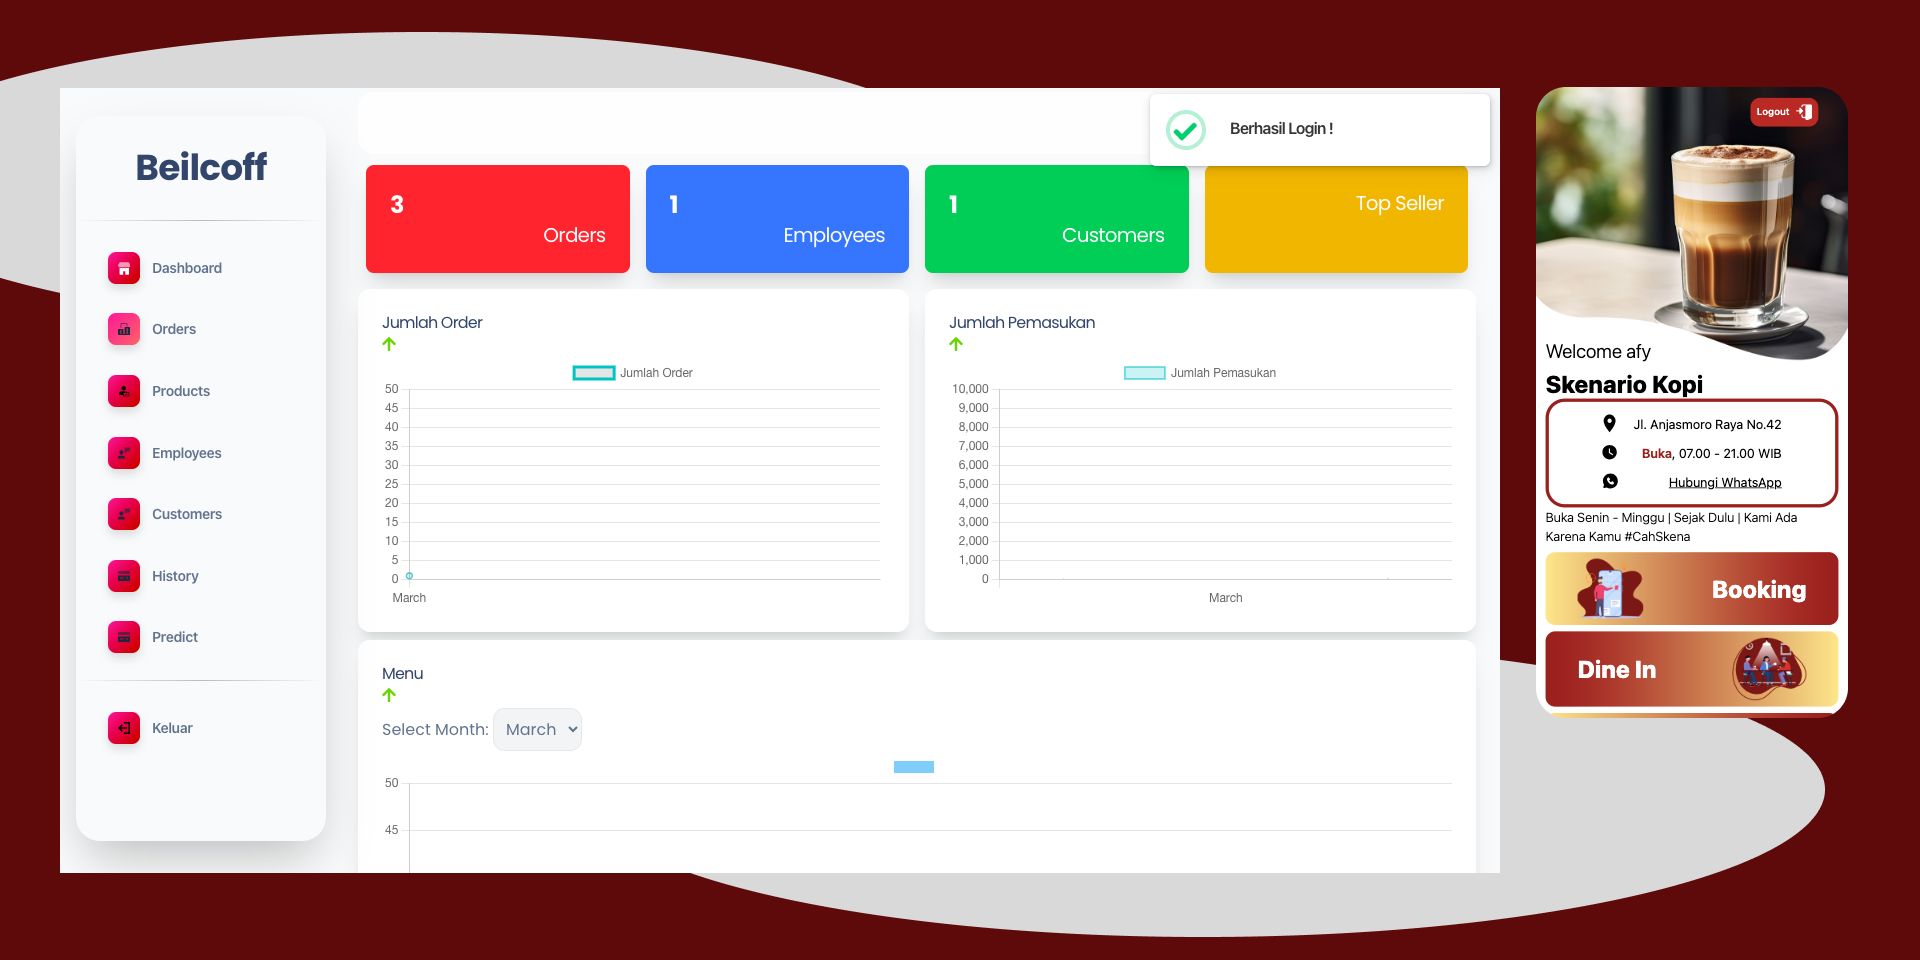 Beilcoff
Dashboard
Orders
Products
Employees
Customers
History
Predict
Keluar
Berhasil Login !
3
Orders
1
Employees
1
Customers
Top Seller
Jumlah Order
Jumlah Order
50
45
40
35
30
25
20
15
10
5
0
March
Jumlah Pemasukan
Jumlah Pemasukan
10,000
9,000
8,000
7,000
6,000
5,000
4,000
3,000
2,000
1,000
0
March
Menu
Select Month: March
50
45
Logout
Welcome afy
Skenario Kopi
Jl. Anjasmoro Raya No.42
Buka, 07.00 - 21.00 WIB
Hubungi WhatsApp
Buka Senin - Minggu | Sejak Dulu | Kami Ada
Karena Kamu #CahSkena
Booking
Dine In